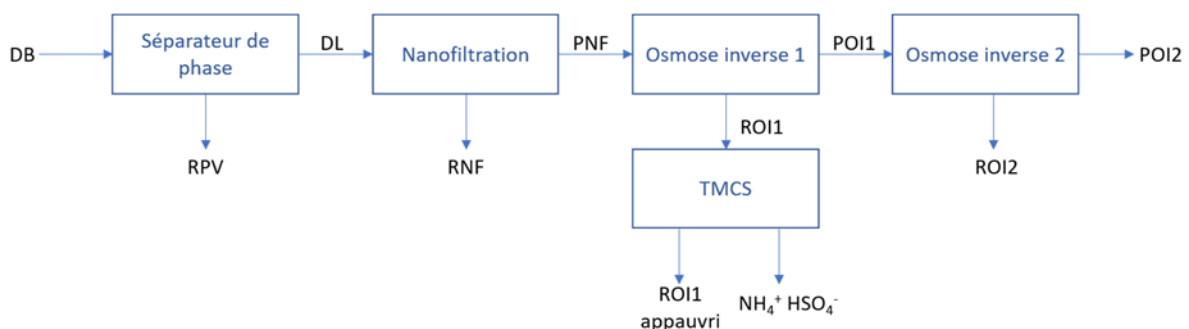 DB
Séparateur de
phase
DL
Nanofiltration
PNF
Osmose inverse 1
POI1
Osmose inverse 2
POI2
RPV
RNF
ROI1
ROI2
TMCS
ROI1
appauvri
NH₄⁺ HSO₄⁻